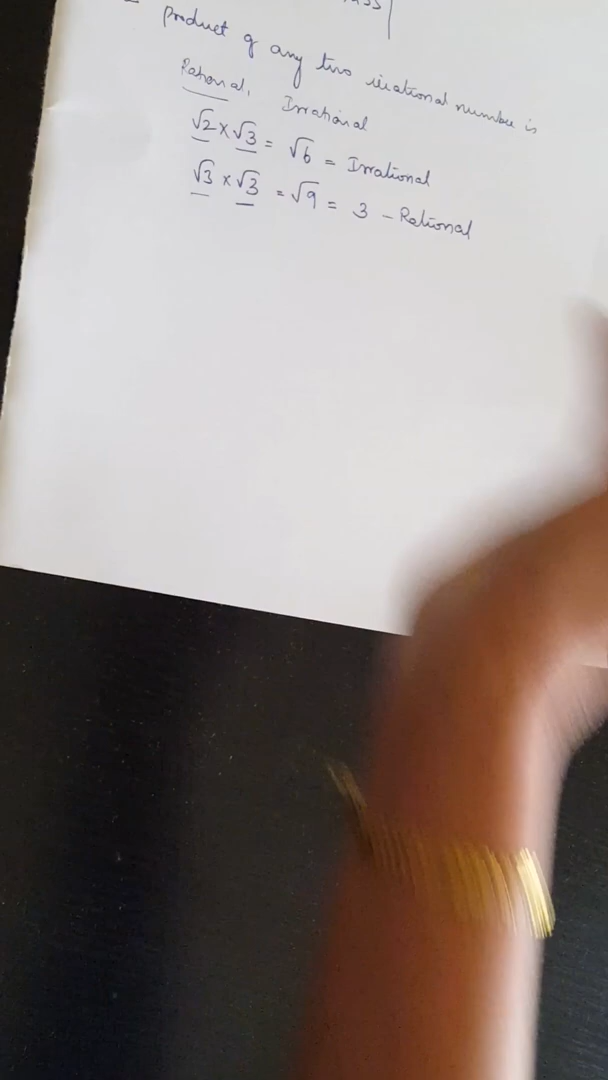 product of any two irrational number is
Rational, Irrational
√2 × √3 = √6 = Irrational
√3 × √3 = √9 = 3 - Rational